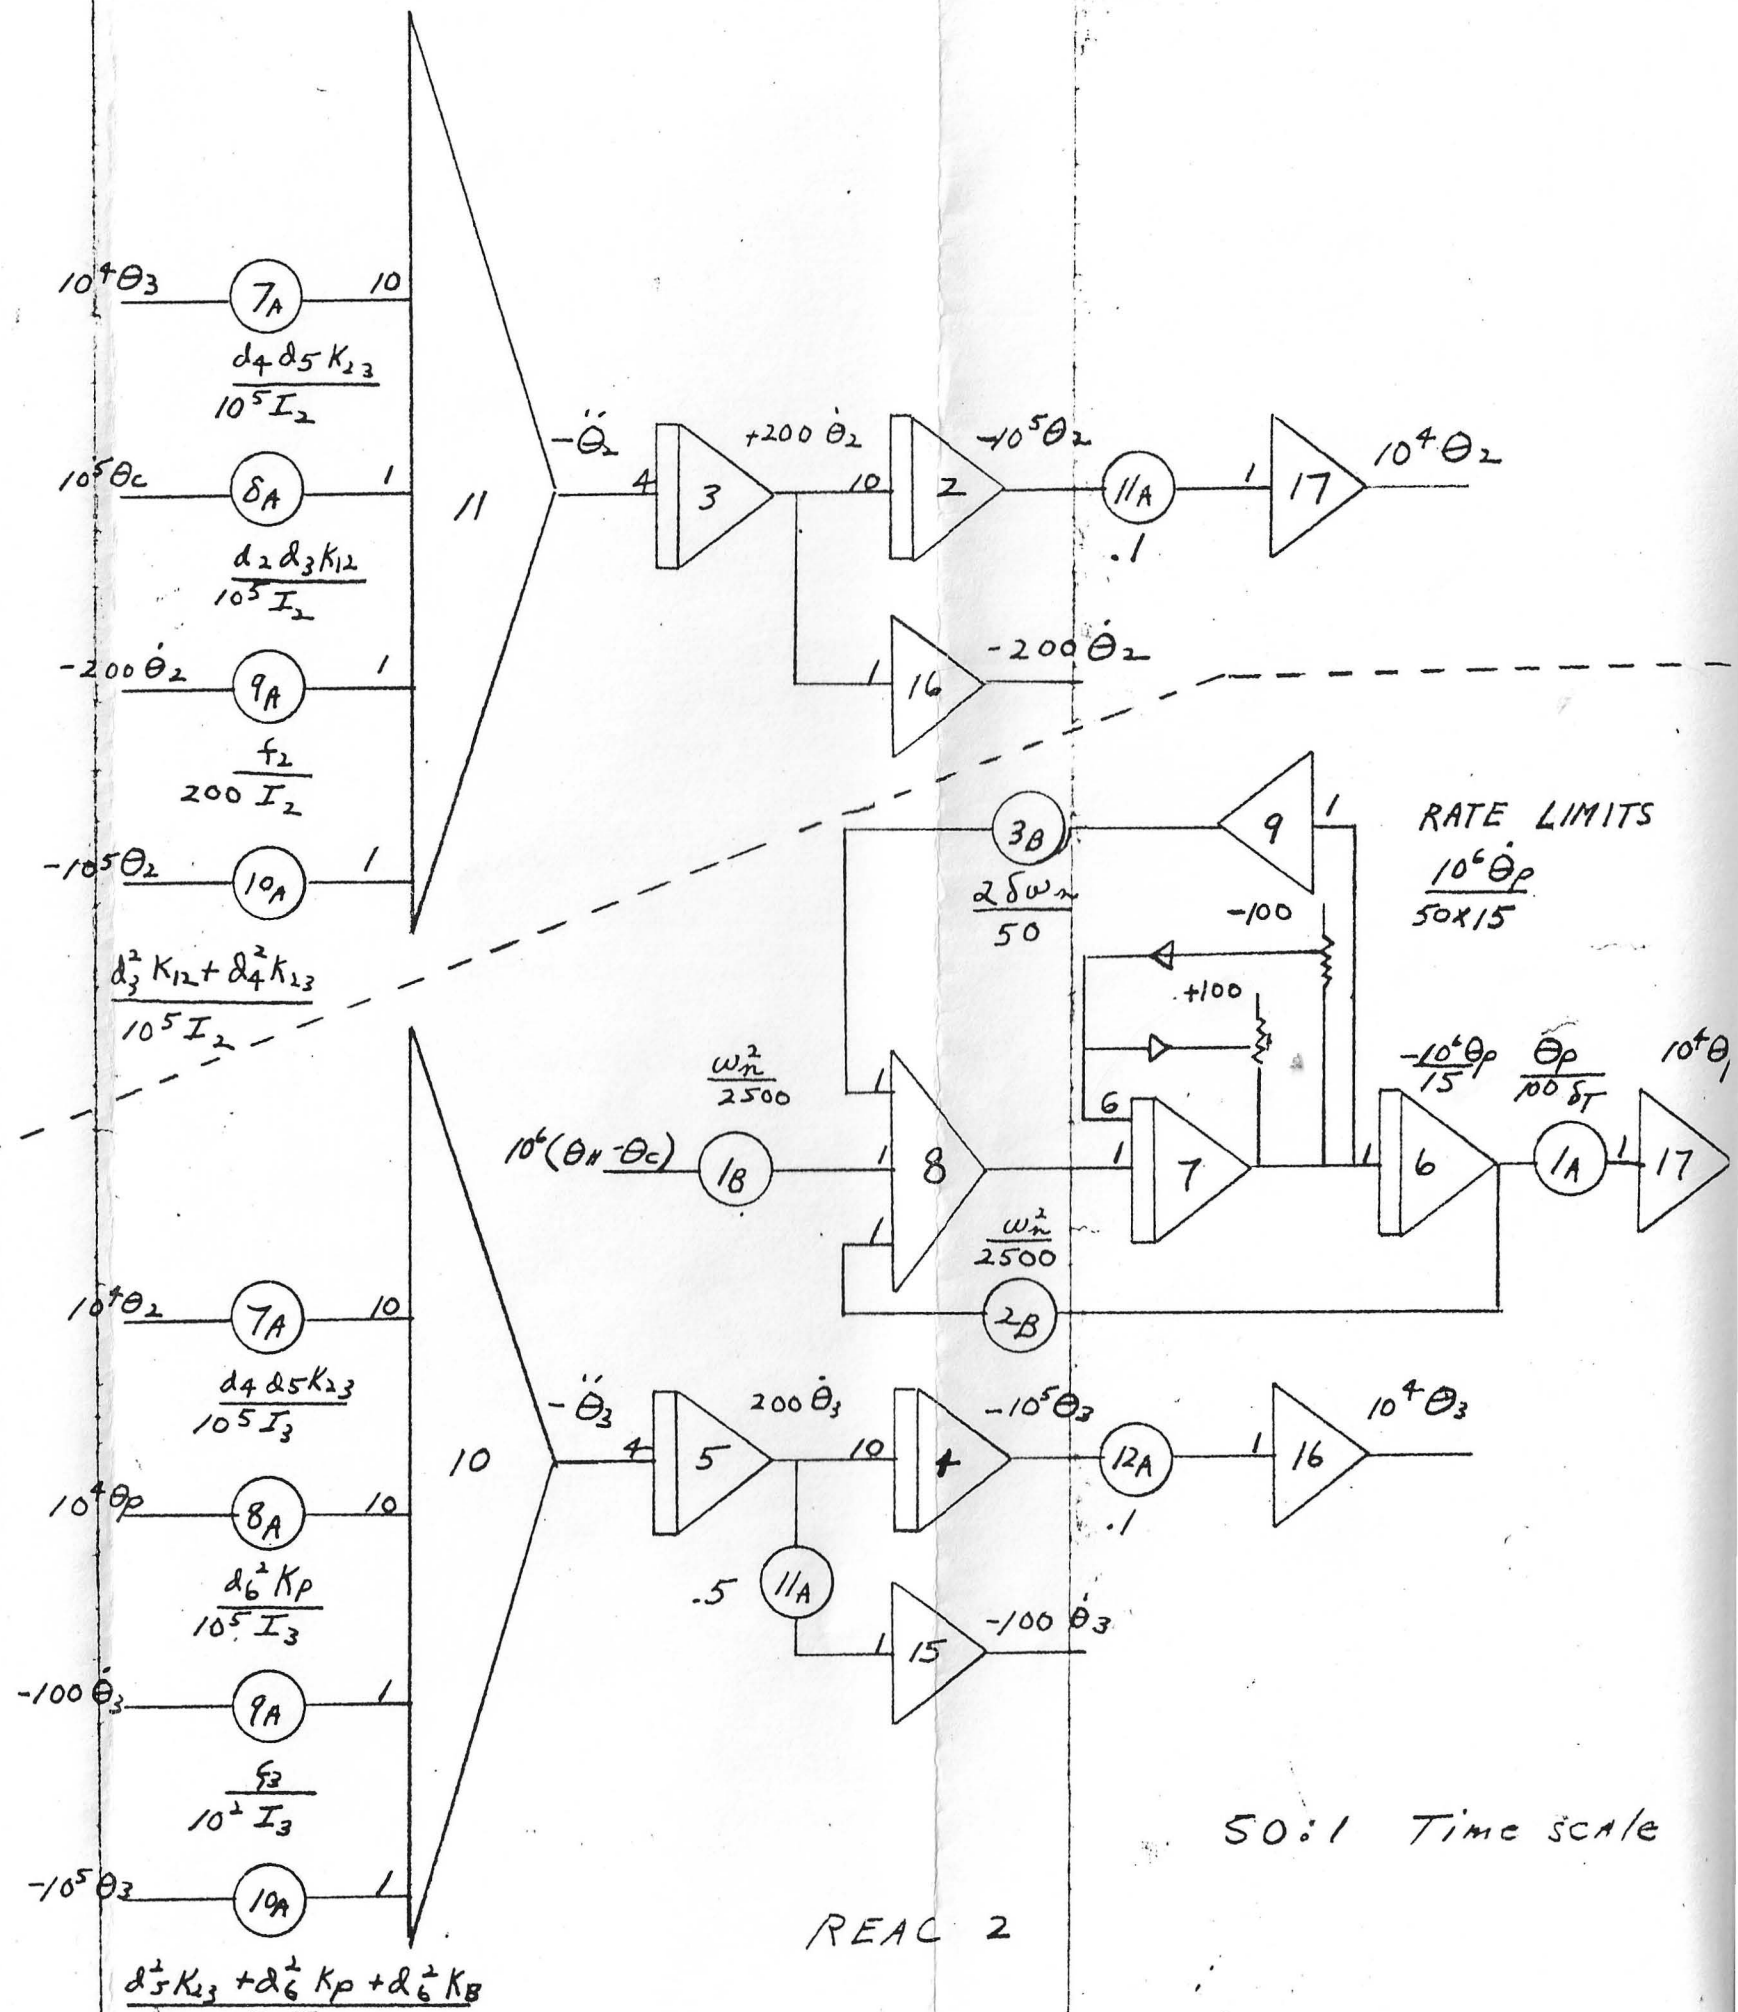 10⁴θ₃ 7A 10
d₄ d₅ K₂₃
10⁵ I₂
10⁵θc 8A 1
d₂ d₃ K₁₂
10⁵ I₂
-200 θ̇₂ 9A 1
f₂
200 I₂
-10⁵θ₂ 10A 1
d₃² K₁₂ + d₄² K₂₃
10⁵ I₂
11
-θ̈₂ 4 3 +200 θ̇₂ 10 2 -10⁵θ₂ 11A 1 17 10⁴ θ₂
.1
1 16 -200 θ̇₂
3B 9 1
2δωn
50
RATE LIMITS
10⁶ θ̇p
50x15
-100
+100
ωn²
2500
10⁶(θH-θc) 1B 1
1
1
8
6
1 7
1 6
-10⁶θp
15
θp
100 δT
1A 1 17
10⁴θ₁
ωn²
2500
2B
10⁴θ₂ 7A 10
d₄ d₅ K₂₃
10⁵ I₃
10⁴θp 8A 10
d₆² Kp
10⁵ I₃
-100 θ̇₃ 9A 1
10² I₃
-10⁵θ₃ 10A 1
d₅² K₂₃ + d₆² Kp + d₆² KB
10
-θ̈₃ 4 5 200 θ̇₃ 10 4 -10⁵θ₃ 12A 1 16 10⁴ θ₃
.1
.5 11A
1 15 -100 θ̇₃
50:1 Time scale
REAC 2